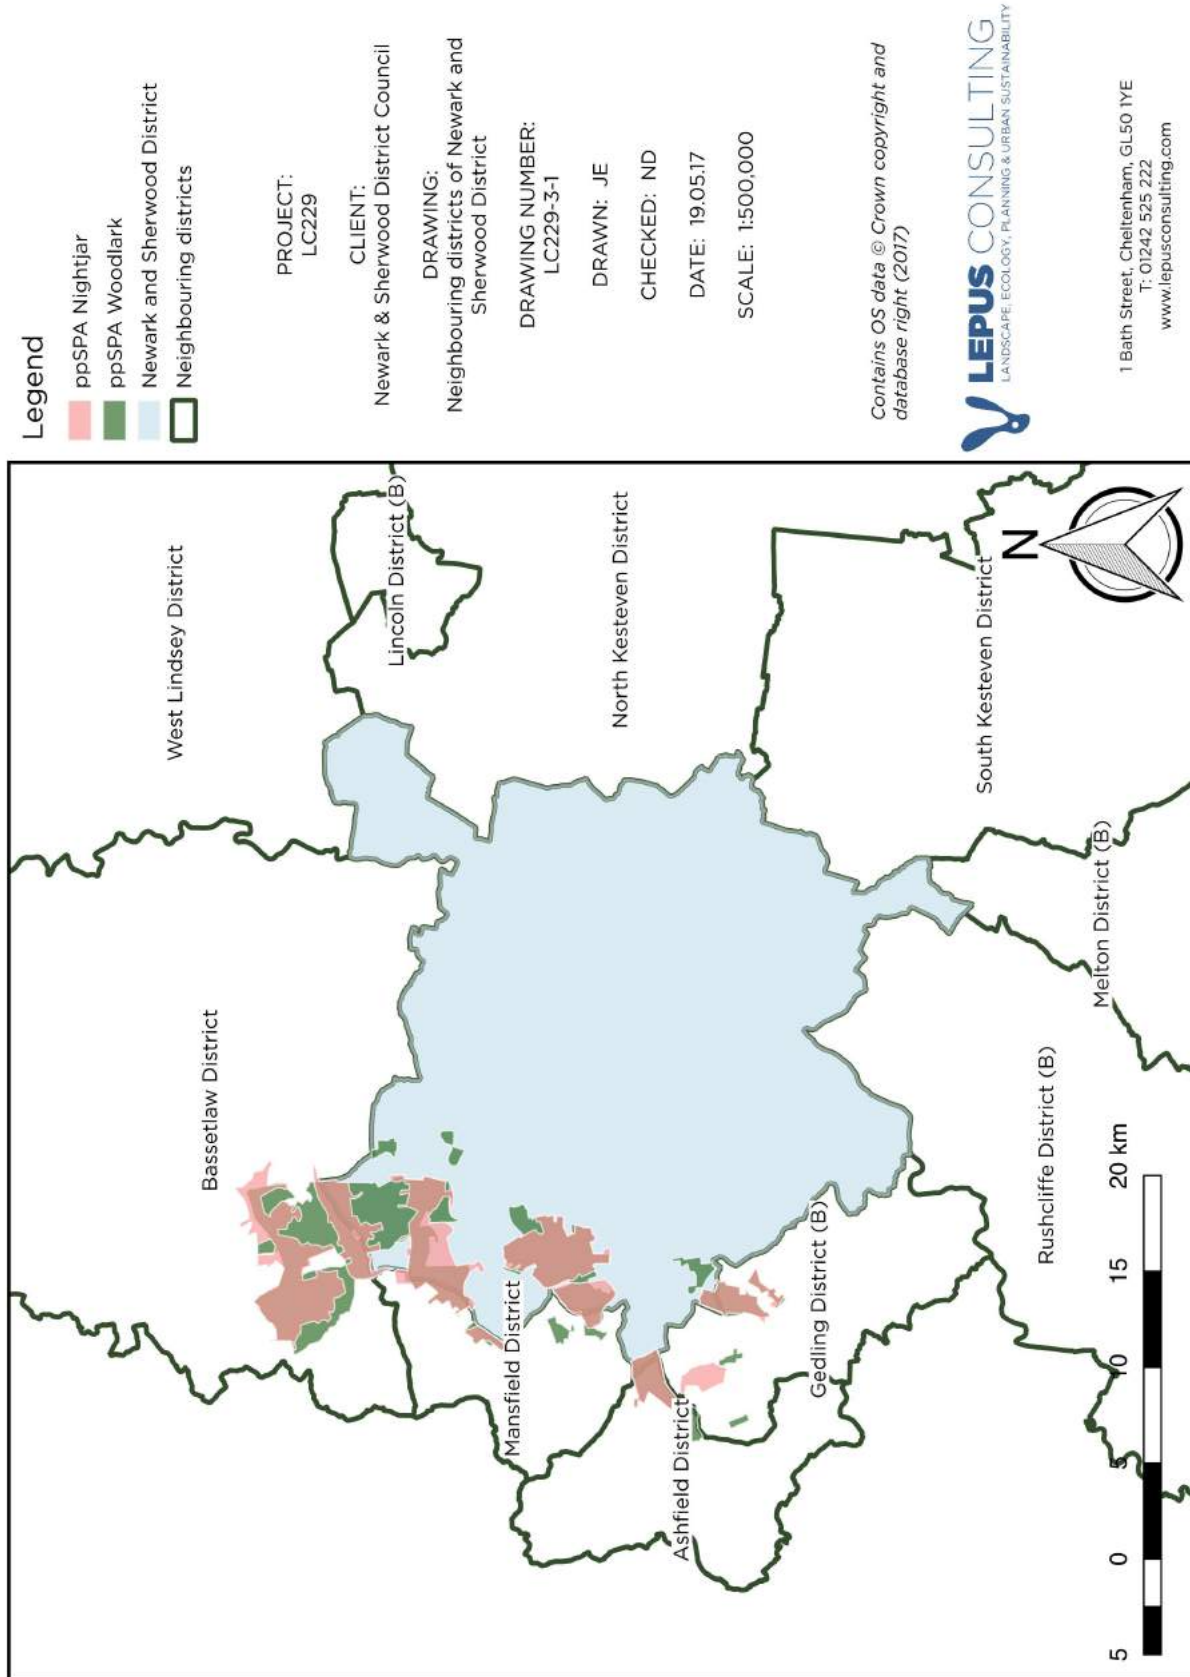 West Lindsey District
Bassetlaw District
Lincoln District (B)
Mansfield District
North Kesteven District
Ashfield District
Gedling District (B)
South Kesteven District
Rushcliffe District (B)
Melton District (B)
N
5 0 5 10 15 20 km
Legend
ppSPA Nightjar
ppSPA Woodlark
Newark and Sherwood District
Neighbouring districts
PROJECT:
LC229
CLIENT:
Newark & Sherwood District Council
DRAWING:
Neighbouring districts of Newark and
Sherwood District
DRAWING NUMBER:
LC229-3-1
DRAWN: JE
CHECKED: ND
DATE: 19.05.17
SCALE: 1:500,000
Contains OS data © Crown copyright and
database right (2017)
LEPUS CONSULTING
LANDSCAPE, ECOLOGY, PLANNING & URBAN SUSTAINABILITY
1 Bath Street, Cheltenham, GL50 1YE
T: 01242 525 222
www.lepusconsulting.com